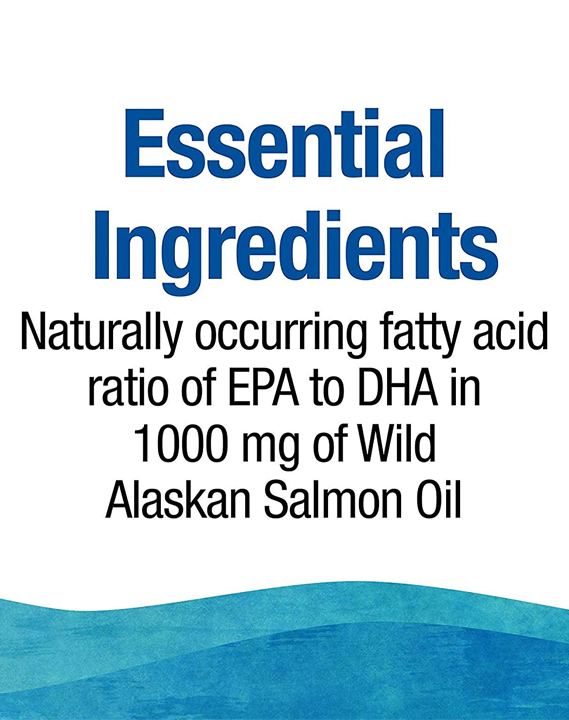 Essential
Ingredients
Naturally occurring fatty acid
ratio of EPA to DHA in
1000 mg of Wild
Alaskan Salmon Oil